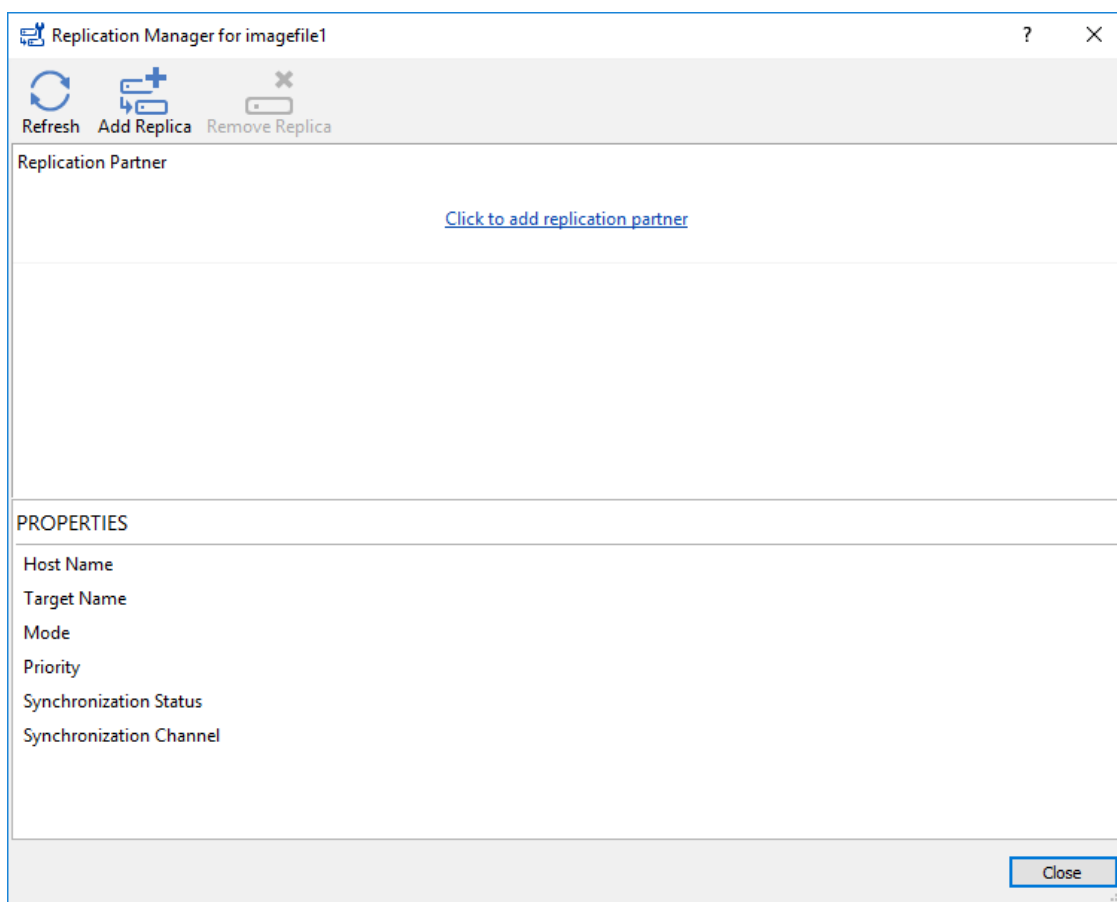 Replication Manager for imagefile1
?
Refresh Add Replica Remove Replica
Replication Partner
Click to add replication partner
PROPERTIES
Host Name
Target Name
Mode
Priority
Synchronization Status
Synchronization Channel
Close